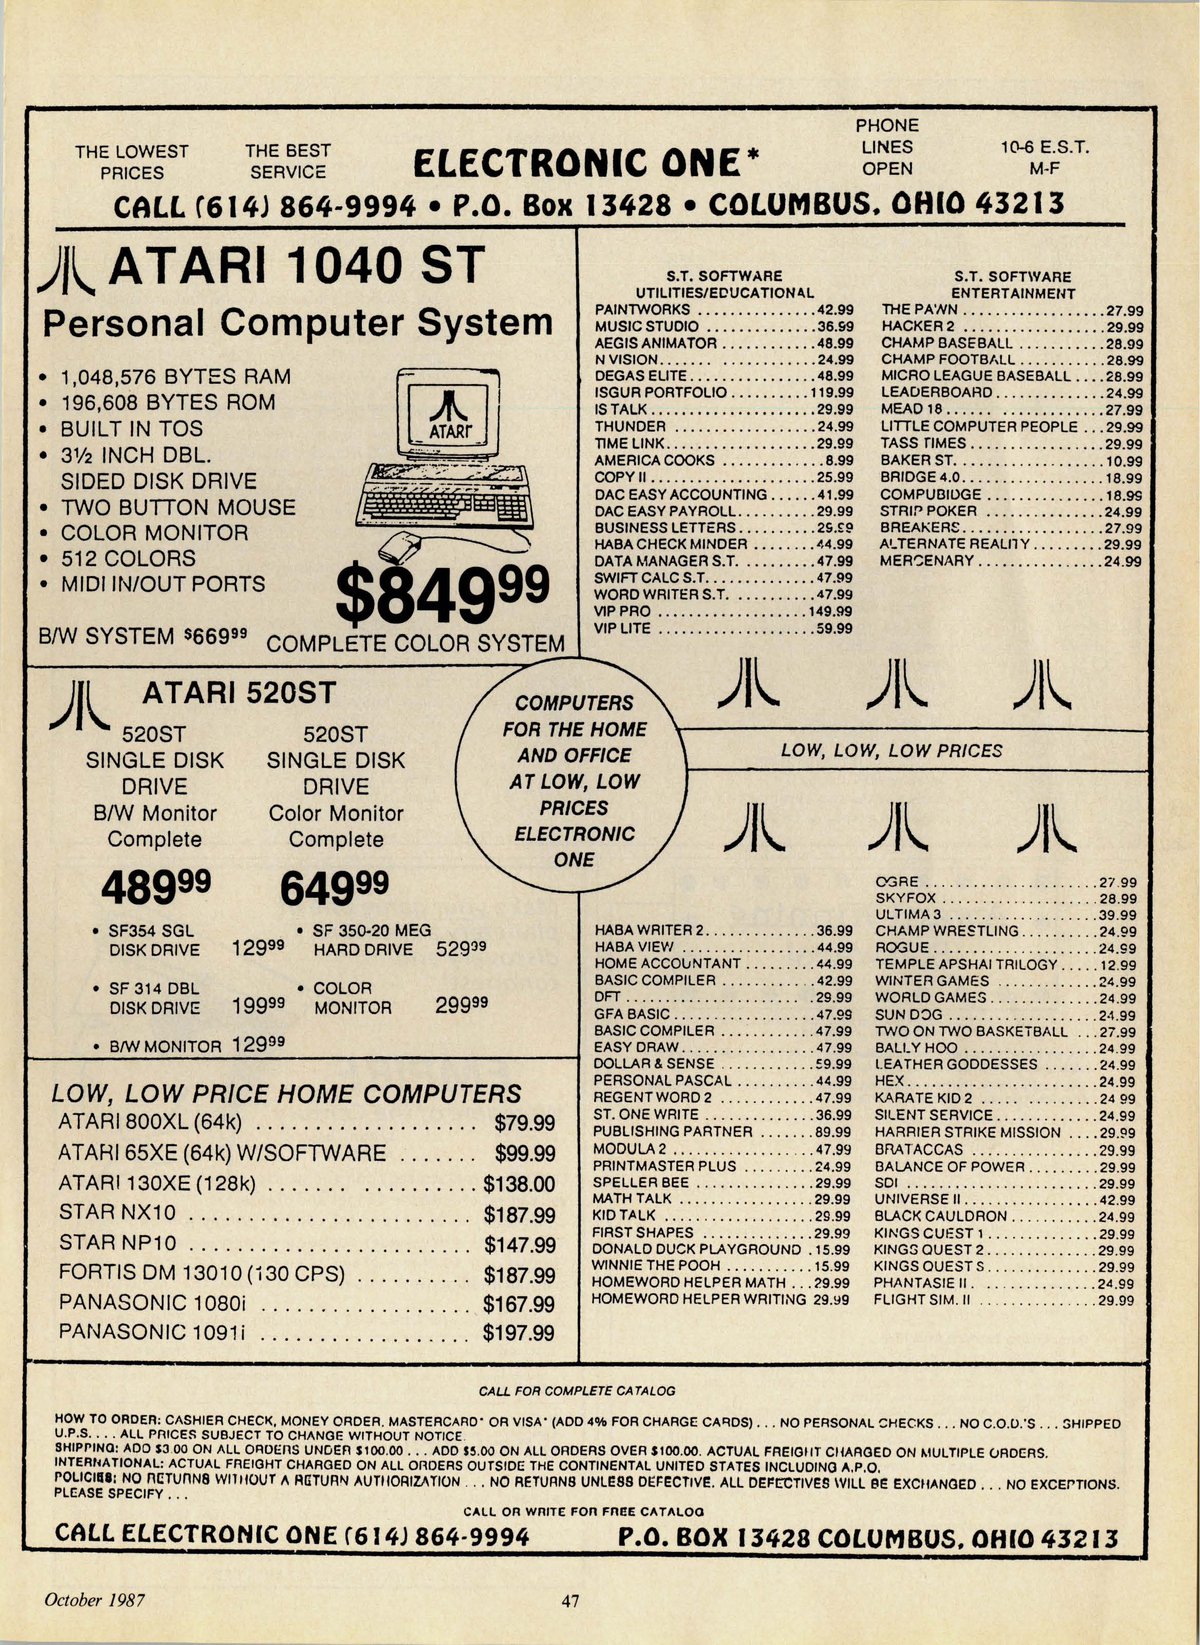 THE LOWEST PRICES
THE BEST SERVICE
ELECTRONIC ONE*
PHONE LINES OPEN
10-6 E.S.T. M-F
CALL (614) 864-9994 • P.O. Box 13428 • COLUMBUS, OHIO 43213
ATARI 1040 ST
Personal Computer System
• 1,048,576 BYTES RAM
• 196,608 BYTES ROM
• BUILT IN TOS
• 3½ INCH DBL.
SIDED DISK DRIVE
• TWO BUTTON MOUSE
• COLOR MONITOR
• 512 COLORS
• MIDI IN/OUT PORTS
ATARI
$849⁹⁹
B/W SYSTEM $669⁹⁹
COMPLETE COLOR SYSTEM
ATARI 520ST
520ST
SINGLE DISK
DRIVE
B/W Monitor
Complete
489⁹⁹
520ST
SINGLE DISK
DRIVE
Color Monitor
Complete
649⁹⁹
• SF354 SGL
DISK DRIVE 129⁹⁹
• SF 350-20 MEG
HARD DRIVE 529⁹⁹
• SF 314 DBL
DISK DRIVE 199⁹⁹
• COLOR
MONITOR 299⁹⁹
• B/W MONITOR 129⁹⁹
COMPUTERS
FOR THE HOME
AND OFFICE
AT LOW, LOW
PRICES
ELECTRONIC
ONE
LOW, LOW PRICE HOME COMPUTERS
ATARI 800XL (64k) ... $79.99
ATARI 65XE (64k) W/SOFTWARE ... $99.99
ATARI 130XE (128k) ... $138.00
STAR NX10 ... $187.99
STAR NP10 ... $147.99
FORTIS DM 13010 (130 CPS) ... $187.99
PANASONIC 1080i ... $167.99
PANASONIC 1091i ... $197.99
S.T. SOFTWARE
UTILITIES/EDUCATIONAL
PAINTWORKS ... 42.99
MUSIC STUDIO ... 36.99
AEGIS ANIMATOR ... 48.99
N VISION ... 24.99
DEGAS ELITE ... 48.99
ISGUR PORTFOLIO ... 119.99
IS TALK ... 29.99
THUNDER ... 24.99
TIME LINK ... 29.99
AMERICA COOKS ... 8.99
COPY II ... 25.99
DAC EASY ACCOUNTING ... 41.99
DAC EASY PAYROLL ... 29.99
BUSINESS LETTERS ... 29.99
HABA CHECK MINDER ... 44.99
DATA MANAGER S.T. ... 47.99
SWIFT CALC S.T. ... 47.99
WORD WRITER S.T. ... 47.99
VIP PRO ... 149.99
VIP LITE ... 59.99
S.T. SOFTWARE
ENTERTAINMENT
THE PAWN ... 27.99
HACKER 2 ... 29.99
CHAMP BASEBALL ... 28.99
CHAMP FOOTBALL ... 28.99
MICRO LEAGUE BASEBALL ... 28.99
LEADERBOARD ... 24.99
MEAD 18 ... 27.99
LITTLE COMPUTER PEOPLE ... 29.99
TASS TIMES ... 29.99
BAKER ST. ... 10.99
BRIDGE 4.0 ... 18.99
COMPUBIDGE ... 18.99
STRIP POKER ... 24.99
BREAKERS ... 27.99
ALTERNATE REALITY ... 29.99
MERCENARY ... 24.99
LOW, LOW, LOW PRICES
HABA WRITER 2 ... 36.99
HABA VIEW ... 44.99
HOME ACCOUNTANT ... 44.99
BASIC COMPILER ... 42.99
DFT ... 29.99
GFA BASIC ... 47.99
BASIC COMPILER ... 47.99
EASY DRAW ... 47.99
DOLLAR & SENSE ... 59.99
PERSONAL PASCAL ... 44.99
REGENT WORD 2 ... 47.99
ST. ONE WRITE ... 36.99
PUBLISHING PARTNER ... 89.99
MODULA 2 ... 47.99
PRINTMASTER PLUS ... 24.99
SPELLER BEE ... 29.99
MATH TALK ... 29.99
KID TALK ... 29.99
FIRST SHAPES ... 29.99
DONALD DUCK PLAYGROUND . 15.99
WINNIE THE POOH ... 15.99
HOMEWORD HELPER MATH ... 29.99
HOMEWORD HELPER WRITING 29.99
OGRE ... 27.99
SKYFOX ... 28.99
ULTIMA 3 ... 39.99
CHAMP WRESTLING ... 24.99
ROGUE ... 24.99
TEMPLE APSHAI TRILOGY ... 12.99
WINTER GAMES ... 24.99
WORLD GAMES ... 24.99
SUN DOG ... 24.99
TWO ON TWO BASKETBALL ... 27.99
BALLY HOO ... 24.99
LEATHER GODDESSES ... 24.99
HEX ... 24.99
KARATE KID 2 ... 24.99
SILENT SERVICE ... 24.99
HARRIER STRIKE MISSION ... 29.99
BRATACCAS ... 29.99
BALANCE OF POWER ... 29.99
SDI ... 29.99
UNIVERSE II ... 42.99
BLACK CAULDRON ... 24.99
KINGS QUEST 1 ... 29.99
KINGS QUEST 2 ... 29.99
KINGS QUEST S ... 29.99
PHANTASIE II ... 24.99
FLIGHT SIM. II ... 29.99
CALL FOR COMPLETE CATALOG
HOW TO ORDER: CASHIER CHECK, MONEY ORDER, MASTERCARD* OR VISA* (ADD 4% FOR CHARGE CARDS) . . . NO PERSONAL CHECKS . . . NO C.O.D.'S . . . SHIPPED
U.P.S. . . . ALL PRICES SUBJECT TO CHANGE WITHOUT NOTICE.
SHIPPING: ADD $3.00 ON ALL ORDERS UNDER $100.00 . . . ADD $5.00 ON ALL ORDERS OVER $100.00. ACTUAL FREIGHT CHARGED ON MULTIPLE ORDERS.
INTERNATIONAL: ACTUAL FREIGHT CHARGED ON ALL ORDERS OUTSIDE THE CONTINENTAL UNITED STATES INCLUDING A.P.O.
POLICIES: NO RETURNS WITHOUT A RETURN AUTHORIZATION . . . NO RETURNS UNLESS DEFECTIVE. ALL DEFECTIVES WILL BE EXCHANGED . . . NO EXCEPTIONS.
PLEASE SPECIFY . . .
CALL OR WRITE FOR FREE CATALOG
CALL ELECTRONIC ONE (614) 864-9994 P.O. BOX 13428 COLUMBUS, OHIO 43213
October 1987
47